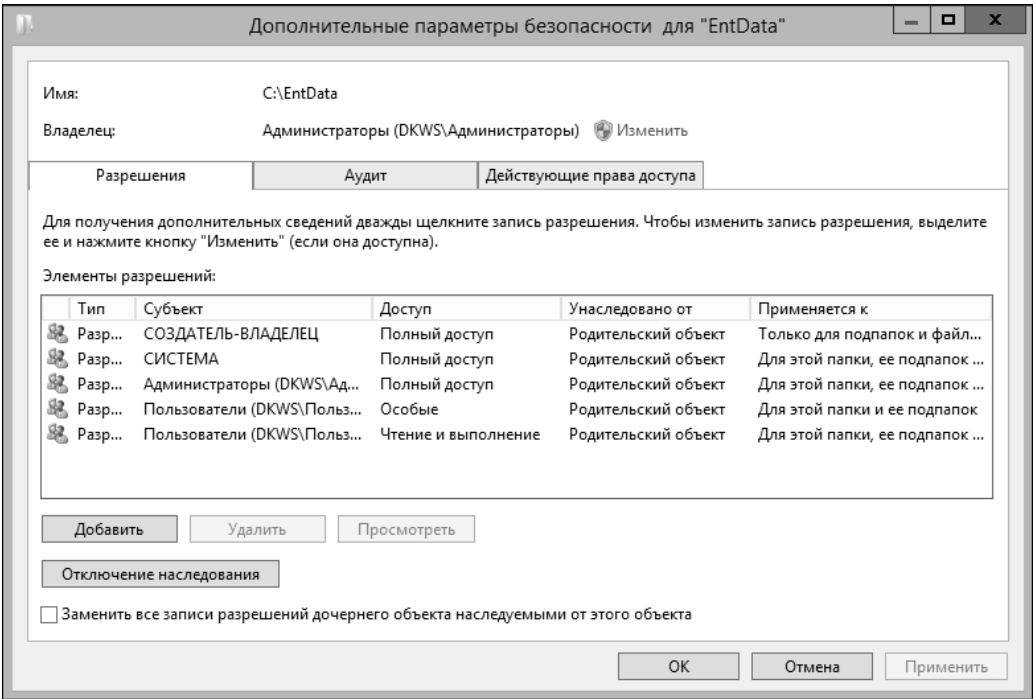 Дополнительные параметры безопасности для "EntData"
Имя: C:\EntData
Владелец: Администраторы (DKWS\Администраторы) Изменить
Разрешения Аудит Действующие права доступа
Для получения дополнительных сведений дважды щелкните запись разрешения. Чтобы изменить запись разрешения, выделите
ее и нажмите кнопку "Изменить" (если она доступна).
Элементы разрешений:
Тип Субъект Доступ Унаследовано от Применяется к
Разр... СОЗДАТЕЛЬ-ВЛАДЕЛЕЦ Полный доступ Родительский объект Только для подпапок и файл...
Разр... СИСТЕМА Полный доступ Родительский объект Для этой папки, ее подпапок ...
Разр... Администраторы (DKWS\Ад... Полный доступ Родительский объект Для этой папки, ее подпапок ...
Разр... Пользователи (DKWS\Польз... Особые Родительский объект Для этой папки и ее подпапок
Разр... Пользователи (DKWS\Польз... Чтение и выполнение Родительский объект Для этой папки, ее подпапок ...
Добавить Удалить Просмотреть
Отключение наследования
Заменить все записи разрешений дочернего объекта наследуемыми от этого объекта
ОК Отмена Применить